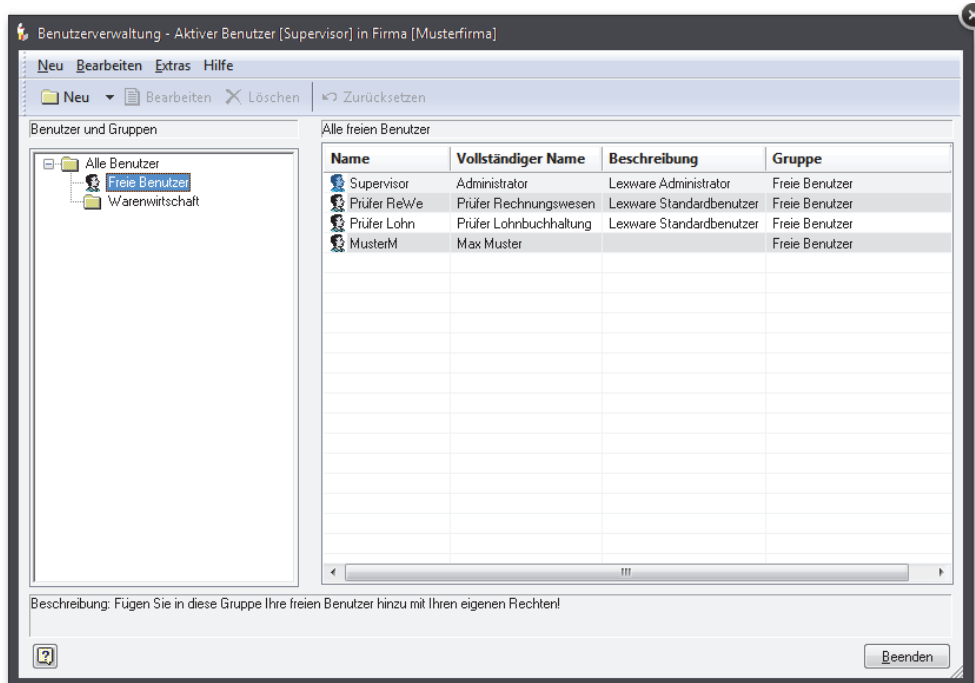 Benutzerverwaltung - Aktiver Benutzer [Supervisor] in Firma [Musterfirma]
Neu Bearbeiten Extras Hilfe
Neu Bearbeiten Löschen Zurücksetzen
Benutzer und Gruppen
Alle freien Benutzer
Alle Benutzer
Freie Benutzer
Warenwirtschaft
Name Vollständiger Name Beschreibung Gruppe
Supervisor Administrator Lexware Administrator Freie Benutzer
Prüfer ReWe Prüfer Rechnungswesen Lexware Standardbenutzer Freie Benutzer
Prüfer Lohn Prüfer Lohnbuchhaltung Lexware Standardbenutzer Freie Benutzer
MusterM Max Muster Freie Benutzer
Beschreibung: Fügen Sie in diese Gruppe Ihre freien Benutzer hinzu mit Ihren eigenen Rechten!
Beenden